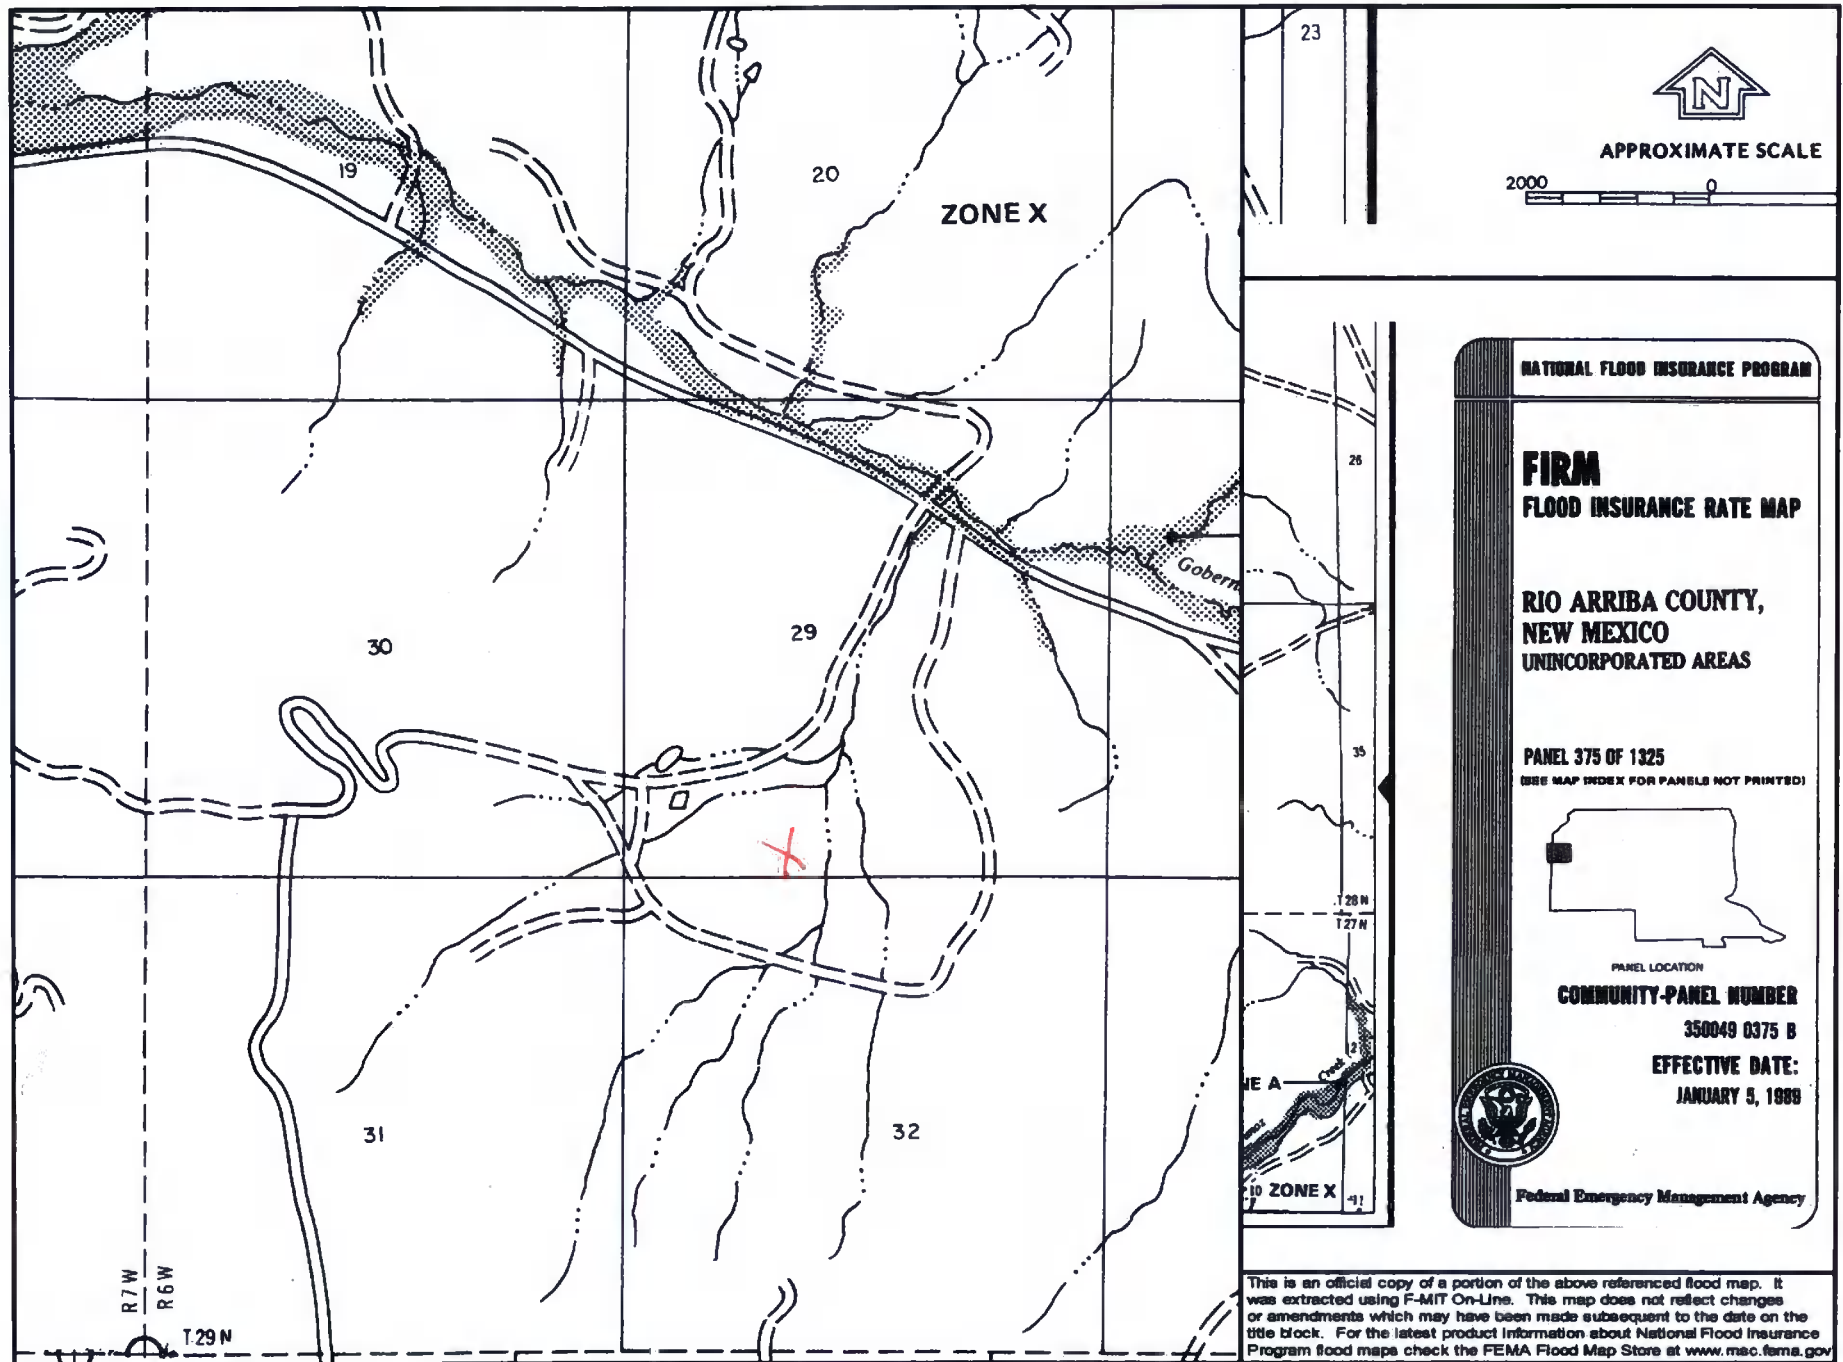 19
20
ZONE X
30
29
Gobern
31
32
R7W
R6W
T.29 N
23
N
APPROXIMATE SCALE
2000
0
26
35
T28N
T27N
12
Creek
NE A
10
ZONE X
11
NATIONAL FLOOD INSURANCE PROGRAM
FIRM
FLOOD INSURANCE RATE MAP
RIO ARRIBA COUNTY,
NEW MEXICO
UNINCORPORATED AREAS
PANEL 375 OF 1325
(SEE MAP INDEX FOR PANELS NOT PRINTED)
PANEL LOCATION
COMMUNITY-PANEL NUMBER
350049 0375 B
EFFECTIVE DATE:
JANUARY 5, 1989
Federal Emergency Management Agency
This is an official copy of a portion of the above referenced flood map. It
was extracted using F-MIT On-Line. This map does not reflect changes
or amendments which may have been made subsequent to the date on the
title block. For the latest product information about National Flood Insurance
Program flood maps check the FEMA Flood Map Store at www.msc.fema.gov